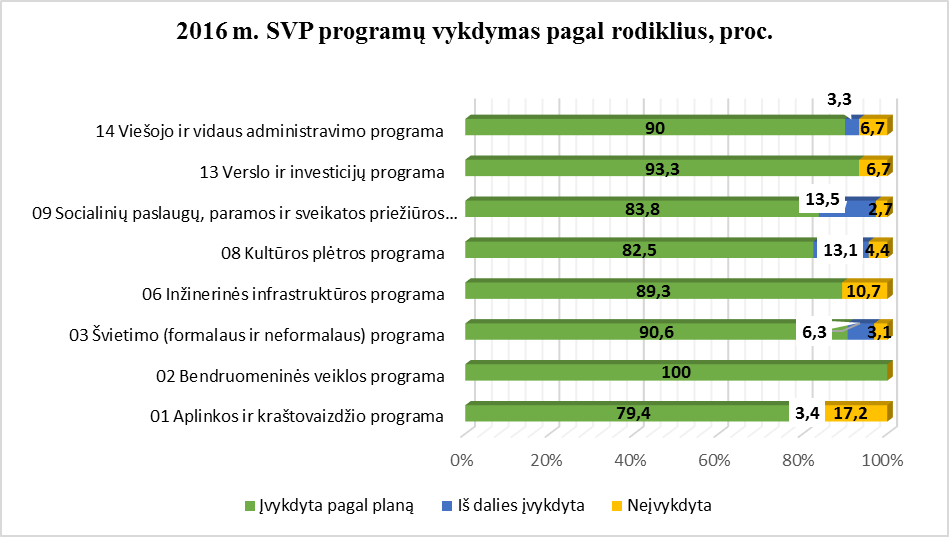 2016 m. SVP programų vykdymas pagal rodiklius, proc.
3,3
14 Viešojo ir vidaus administravimo programa 90 6,7
13 Verslo ir investicijų programa 93,3 6,7
09 Socialinių paslaugų, paramos ir sveikatos priežiūros... 83,8 13,5 2,7
08 Kultūros plėtros programa 82,5 13,1 4,4
06 Inžinerinės infrastruktūros programa 89,3 10,7
03 Švietimo (formalaus ir neformalaus) programa 90,6 6,3 3,1
02 Bendruomeninės veiklos programa 100
01 Aplinkos ir kraštovaizdžio programa 79,4 3,4 17,2
0% 20% 40% 60% 80% 100%
Įvykdyta pagal planą Iš dalies įvykdyta Neįvykdyta